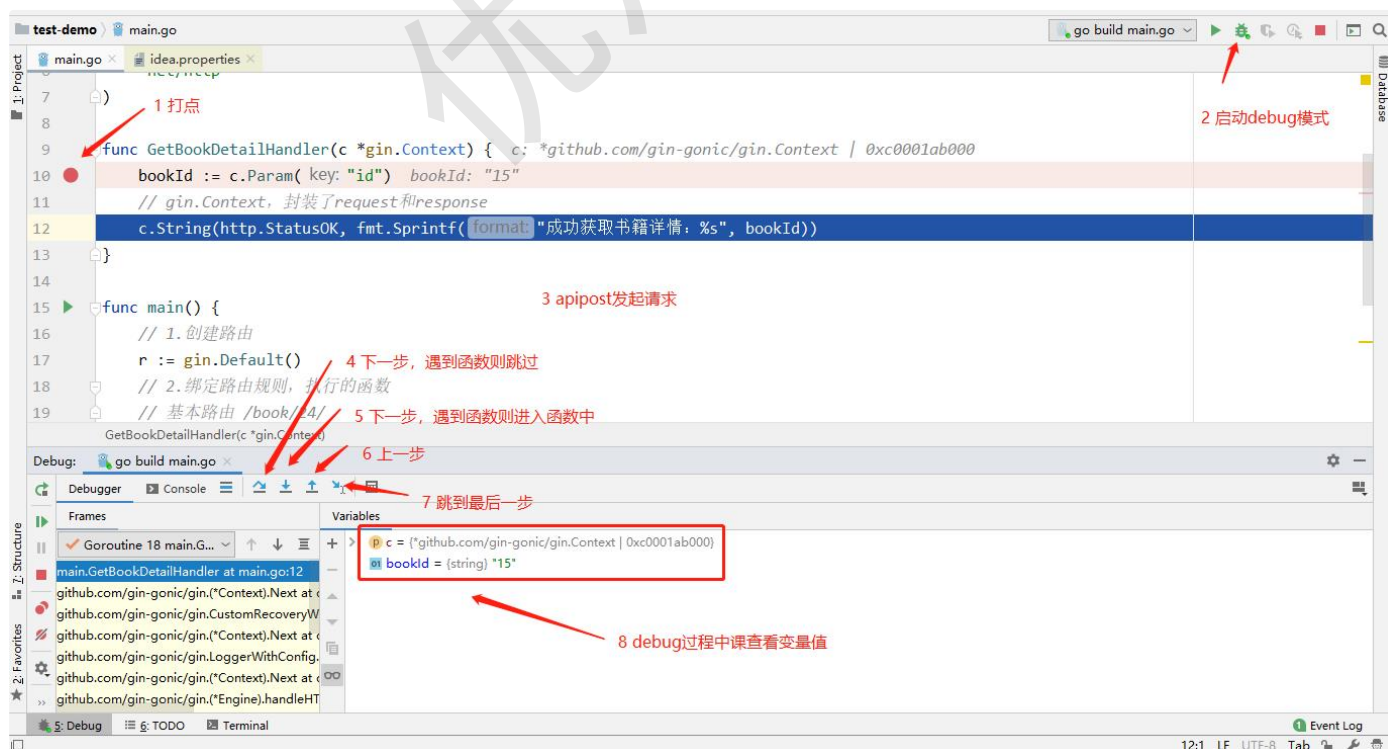 test-demo main.go
go build main.go
main.go idea.properties
1: Project
Database
7 )
1 打点
2 启动debug模式
8
9 func GetBookDetailHandler(c *gin.Context) { c: *github.com/gin-gonic/gin.Context | 0xc0001ab000
10 bookId := c.Param( key: "id") bookId: "15"
11 // gin.Context，封装了request和response
12 c.String(http.StatusOK, fmt.Sprintf( format: "成功获取书籍详情：%s", bookId))
13 }
14
3 apipost发起请求
15 func main() {
16 // 1.创建路由
17 r := gin.Default()
4 下一步，遇到函数则跳过
18 // 2.绑定路由规则，执行的函数
19 // 基本路由 /book/24/
5 下一步，遇到函数则进入函数中
GetBookDetailHandler(c *gin.Context)
6 上一步
Debug: go build main.go
Debugger Console
7 跳到最后一步
Frames Variables
Goroutine 18 main.G...
c = {*github.com/gin-gonic/gin.Context | 0xc0001ab000}
bookId = {string} "15"
main.GetBookDetailHandler at main.go:12
github.com/gin-gonic/gin.(*Context).Next at
github.com/gin-gonic/gin.CustomRecoveryW
github.com/gin-gonic/gin.(*Context).Next at
github.com/gin-gonic/gin.LoggerWithConfig.
github.com/gin-gonic/gin.(*Context).Next at
github.com/gin-gonic/gin.(*Engine).handleHT
8 debug过程中课查看变量值
7: Structure
2: Favorites
5: Debug 6: TODO Terminal
1 Event Log
12:1 LF UTF-8 Tab